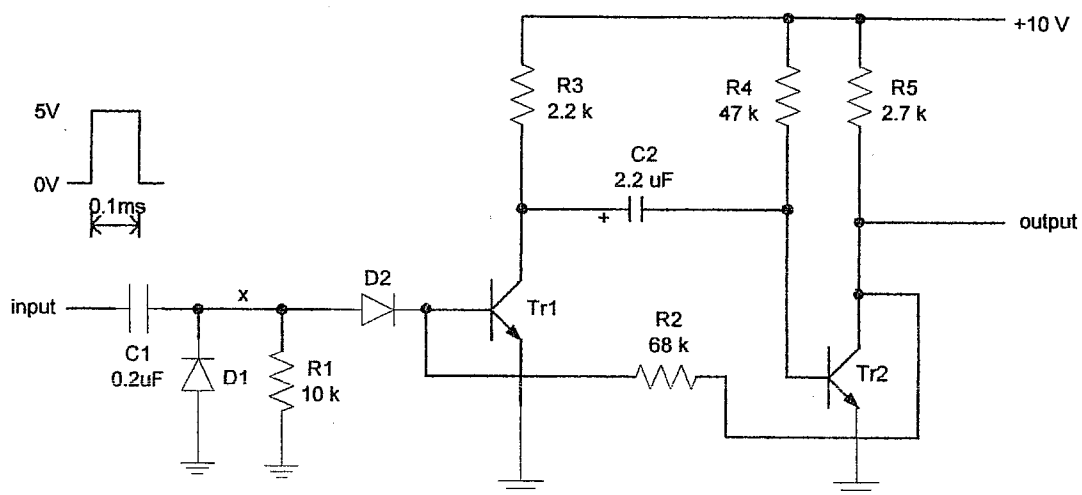 +10 V
R3
2.2 k
R4
47 k
R5
2.7 k
5V
0V
0.1ms
C2
2.2 uF
+
output
input
C1
0.2uF
D1
x
R1
10 k
D2
Tr1
R2
68 k
Tr2